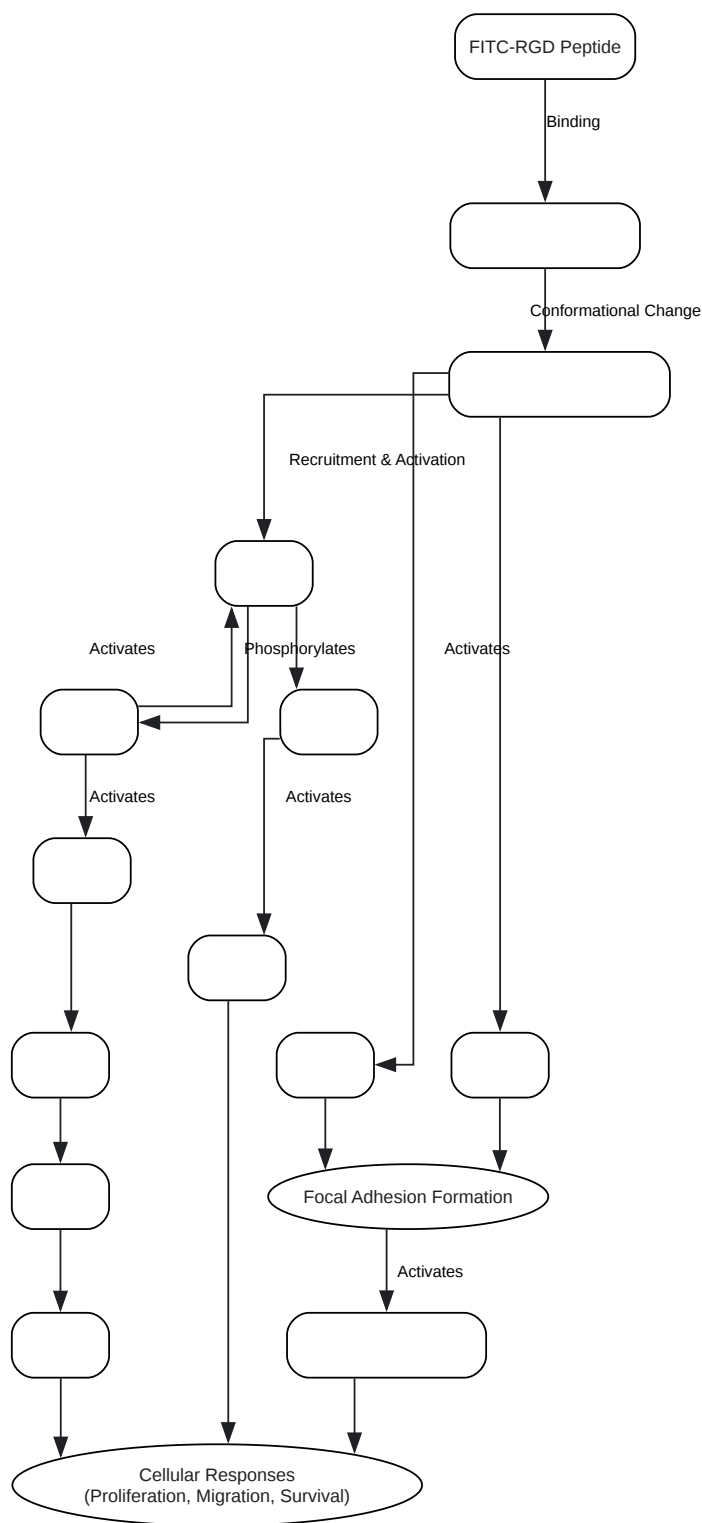 FITC-RGD Peptide
Binding
Conformational Change
Recruitment & Activation
Activates
Phosphorylates
Activates
Activates
Activates
Focal Adhesion Formation
Activates
Cellular Responses
(Proliferation, Migration, Survival)